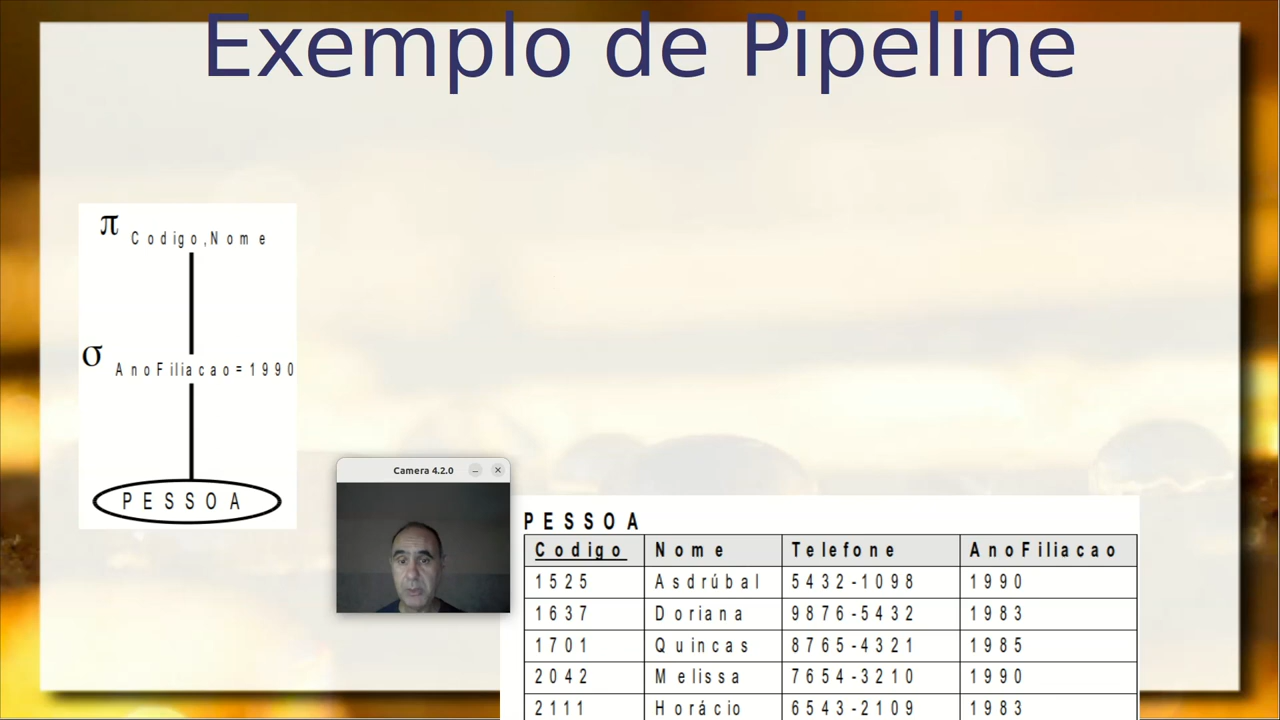 Exemplo de Pipeline
π Codigo,Nome
σ AnoFiliacao=1990
PESSOA
Camera 4.2.0
PESSOA
Codigo Nome Telefone AnoFiliacao
1525 Asdrúbal 5432-1098 1990
1637 Doriana 9876-5432 1983
1701 Quincas 8765-4321 1985
2042 Melissa 7654-3210 1990
2111 Horácio 6543-2109 1983